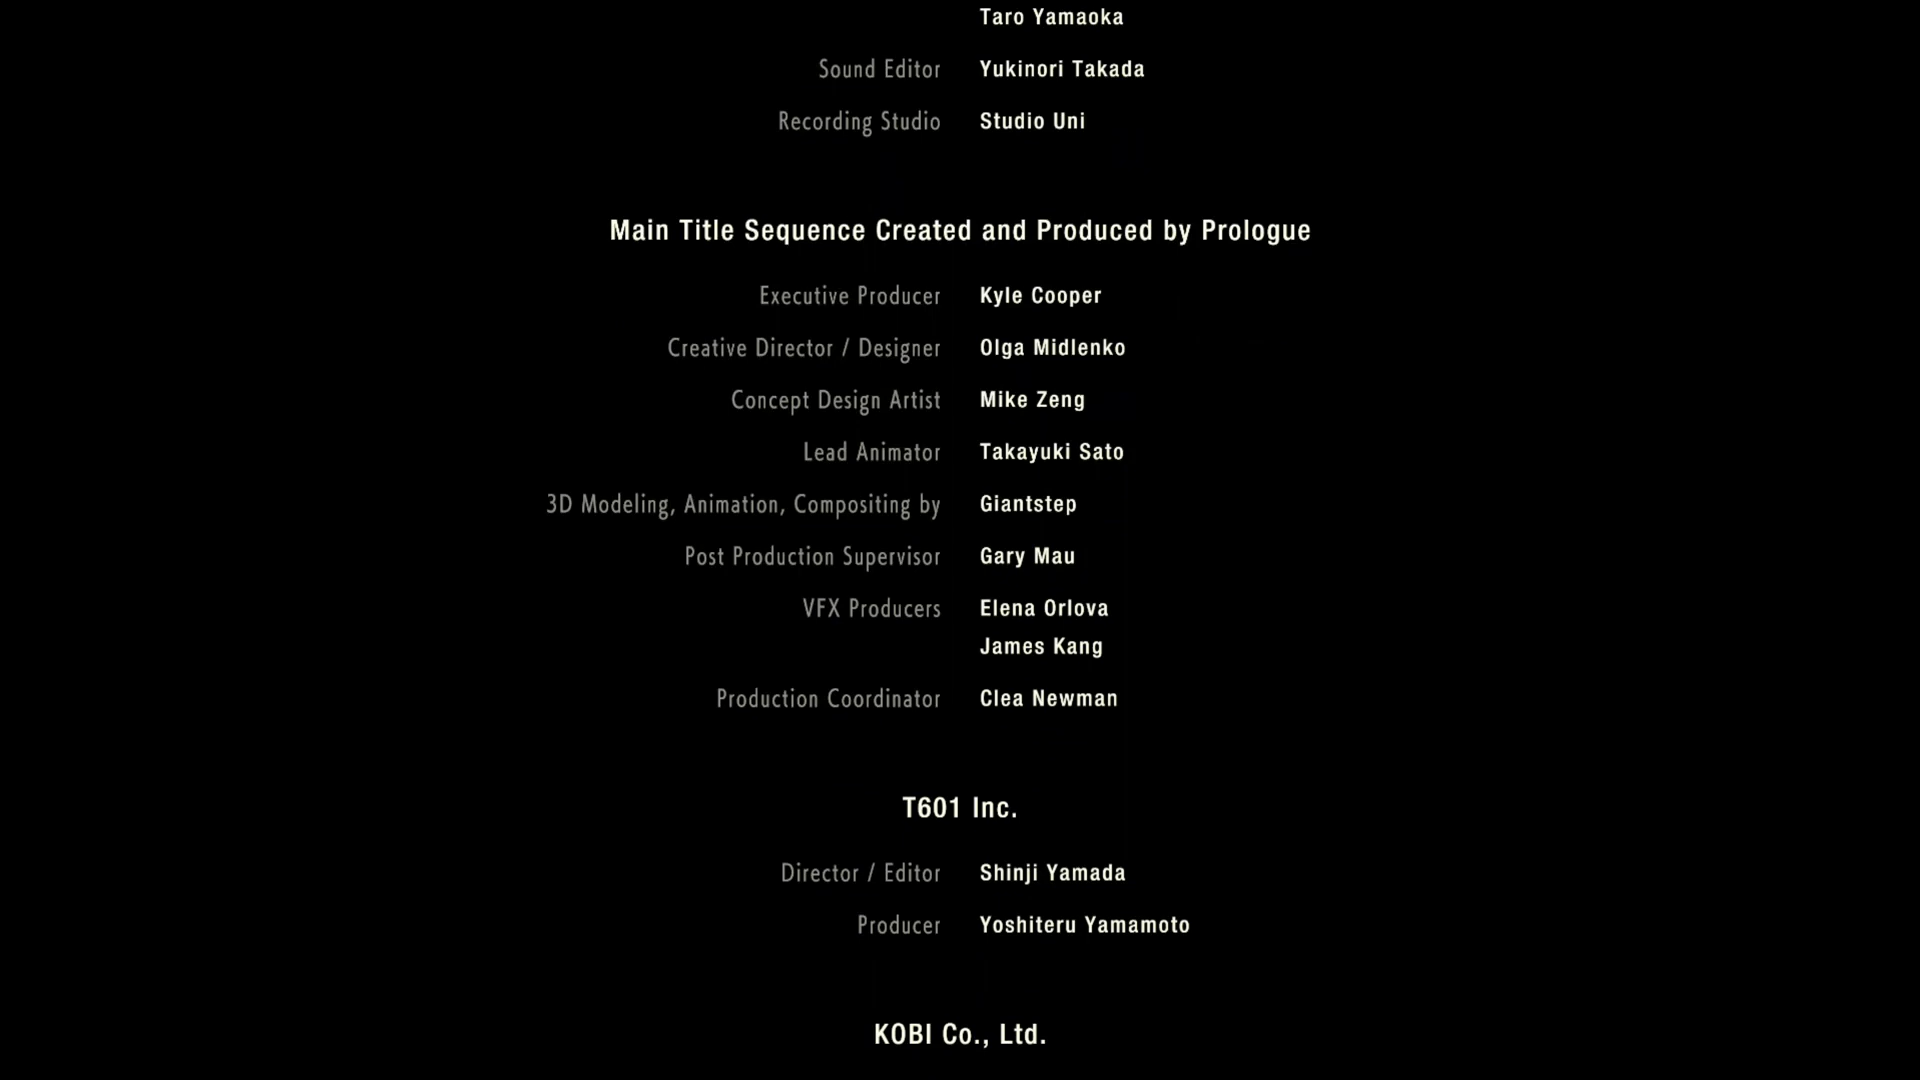 Taro Yamaoka
Sound Editor Yukinori Takada
Recording Studio Studio Uni
Main Title Sequence Created and Produced by Prologue
Executive Producer Kyle Cooper
Creative Director / Designer Olga Midlenko
Concept Design Artist Mike Zeng
Lead Animator Takayuki Sato
3D Modeling, Animation, Compositing by Giantstep
Post Production Supervisor Gary Mau
VFX Producers Elena Orlova
James Kang
Production Coordinator Clea Newman
T601 Inc.
Director / Editor Shinji Yamada
Producer Yoshiteru Yamamoto
KOBI Co., Ltd.